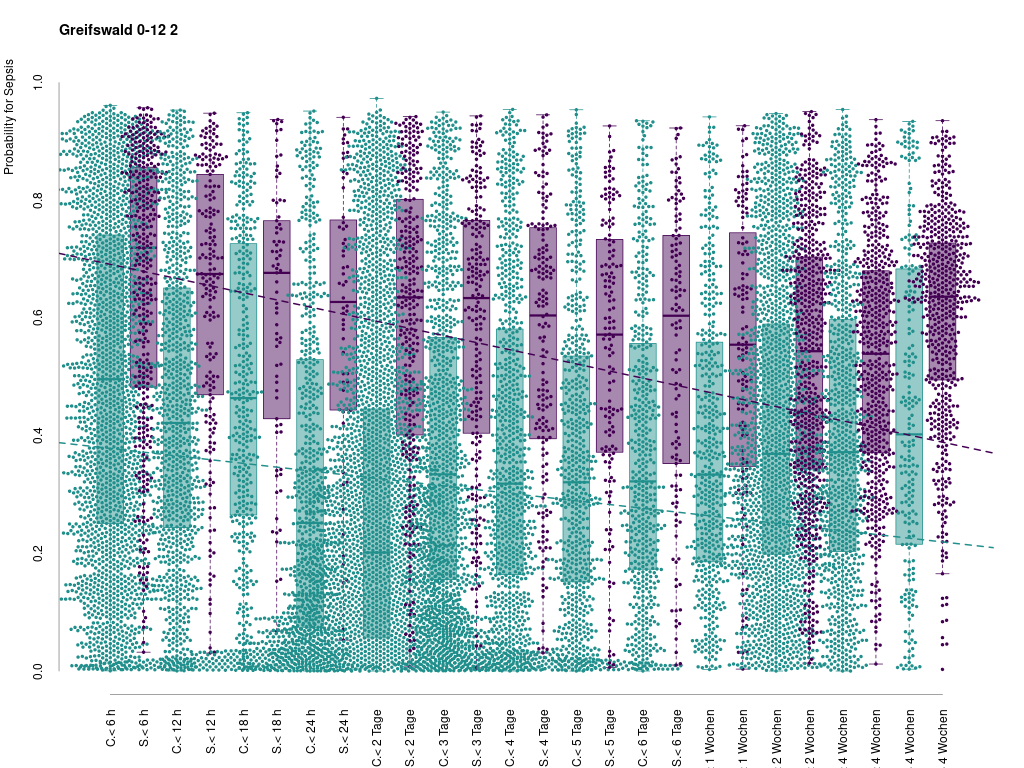 Greifswald 0-12 2
Probability for Sepsis
1.0
0.8
0.6
0.4
0.2
0.0
C.< 6 h
S.< 6 h
C.< 12 h
S.< 12 h
C.< 18 h
S.< 18 h
C.< 24 h
S.< 24 h
C.< 2 Tage
S.< 2 Tage
C.< 3 Tage
S.< 3 Tage
C.< 4 Tage
S.< 4 Tage
C.< 5 Tage
S.< 5 Tage
C.< 6 Tage
S.< 6 Tage
1 Wochen
1 Wochen
2 Wochen
2 Wochen
4 Wochen
4 Wochen
4 Wochen
4 Wochen